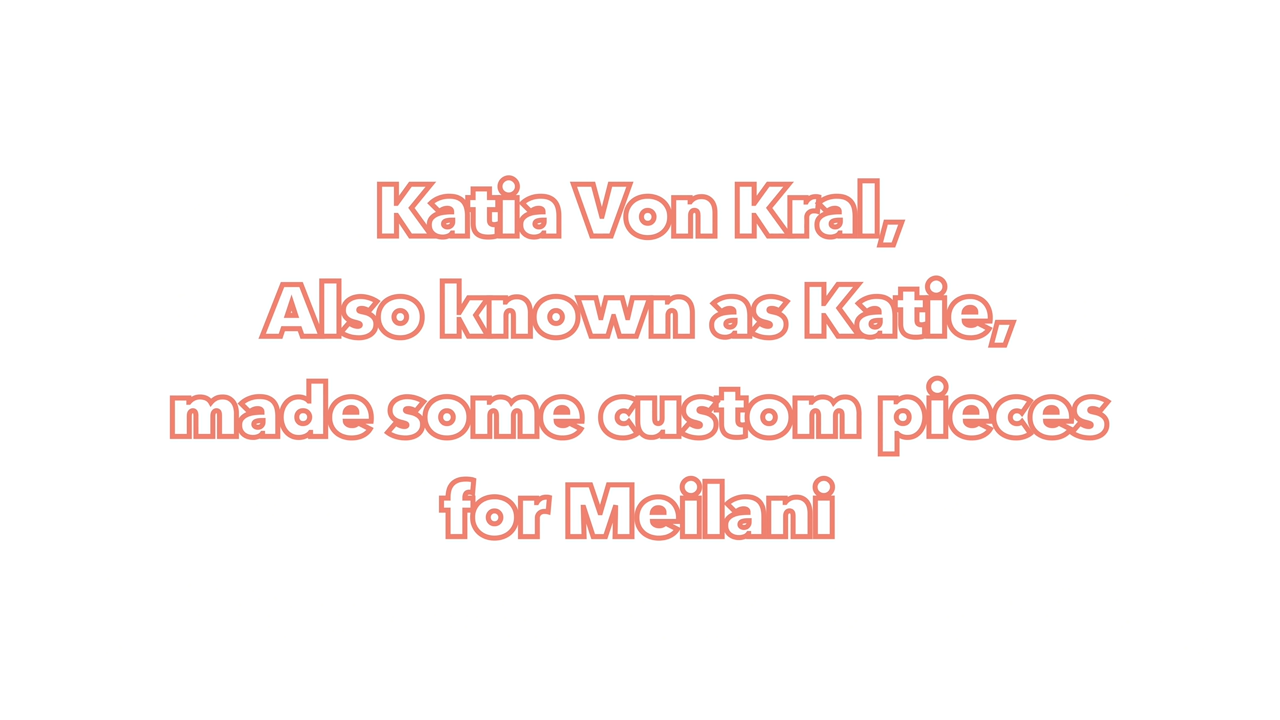 Katia Von Kral,
Also known as Katie,
made some custom pieces
for Meilani